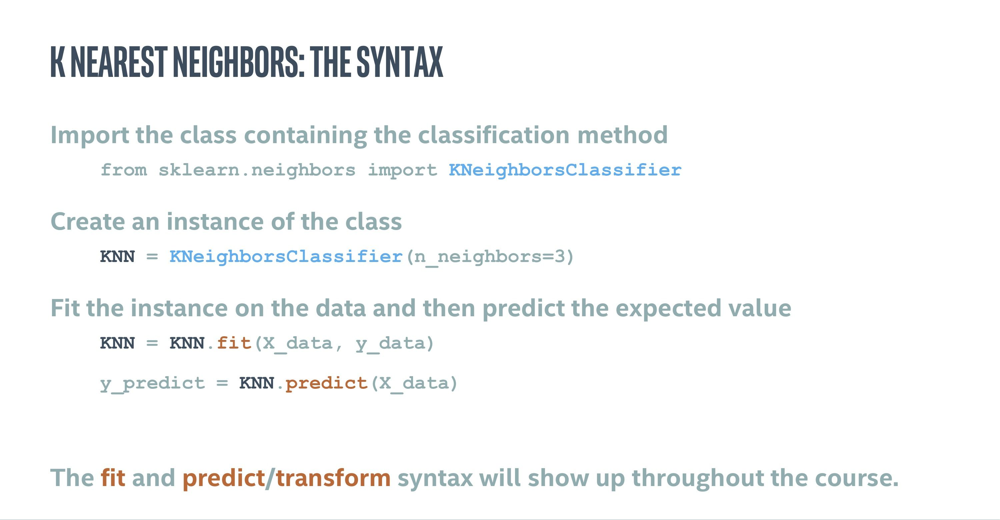 K NEAREST NEIGHBORS: THE SYNTAX
Import the class containing the classification method
from sklearn.neighbors import KNeighborsClassifier
Create an instance of the class
KNN = KNeighborsClassifier(n_neighbors=3)
Fit the instance on the data and then predict the expected value
KNN = KNN.fit(X_data, y_data)
y_predict = KNN.predict(X_data)
The fit and predict/transform syntax will show up throughout the course.